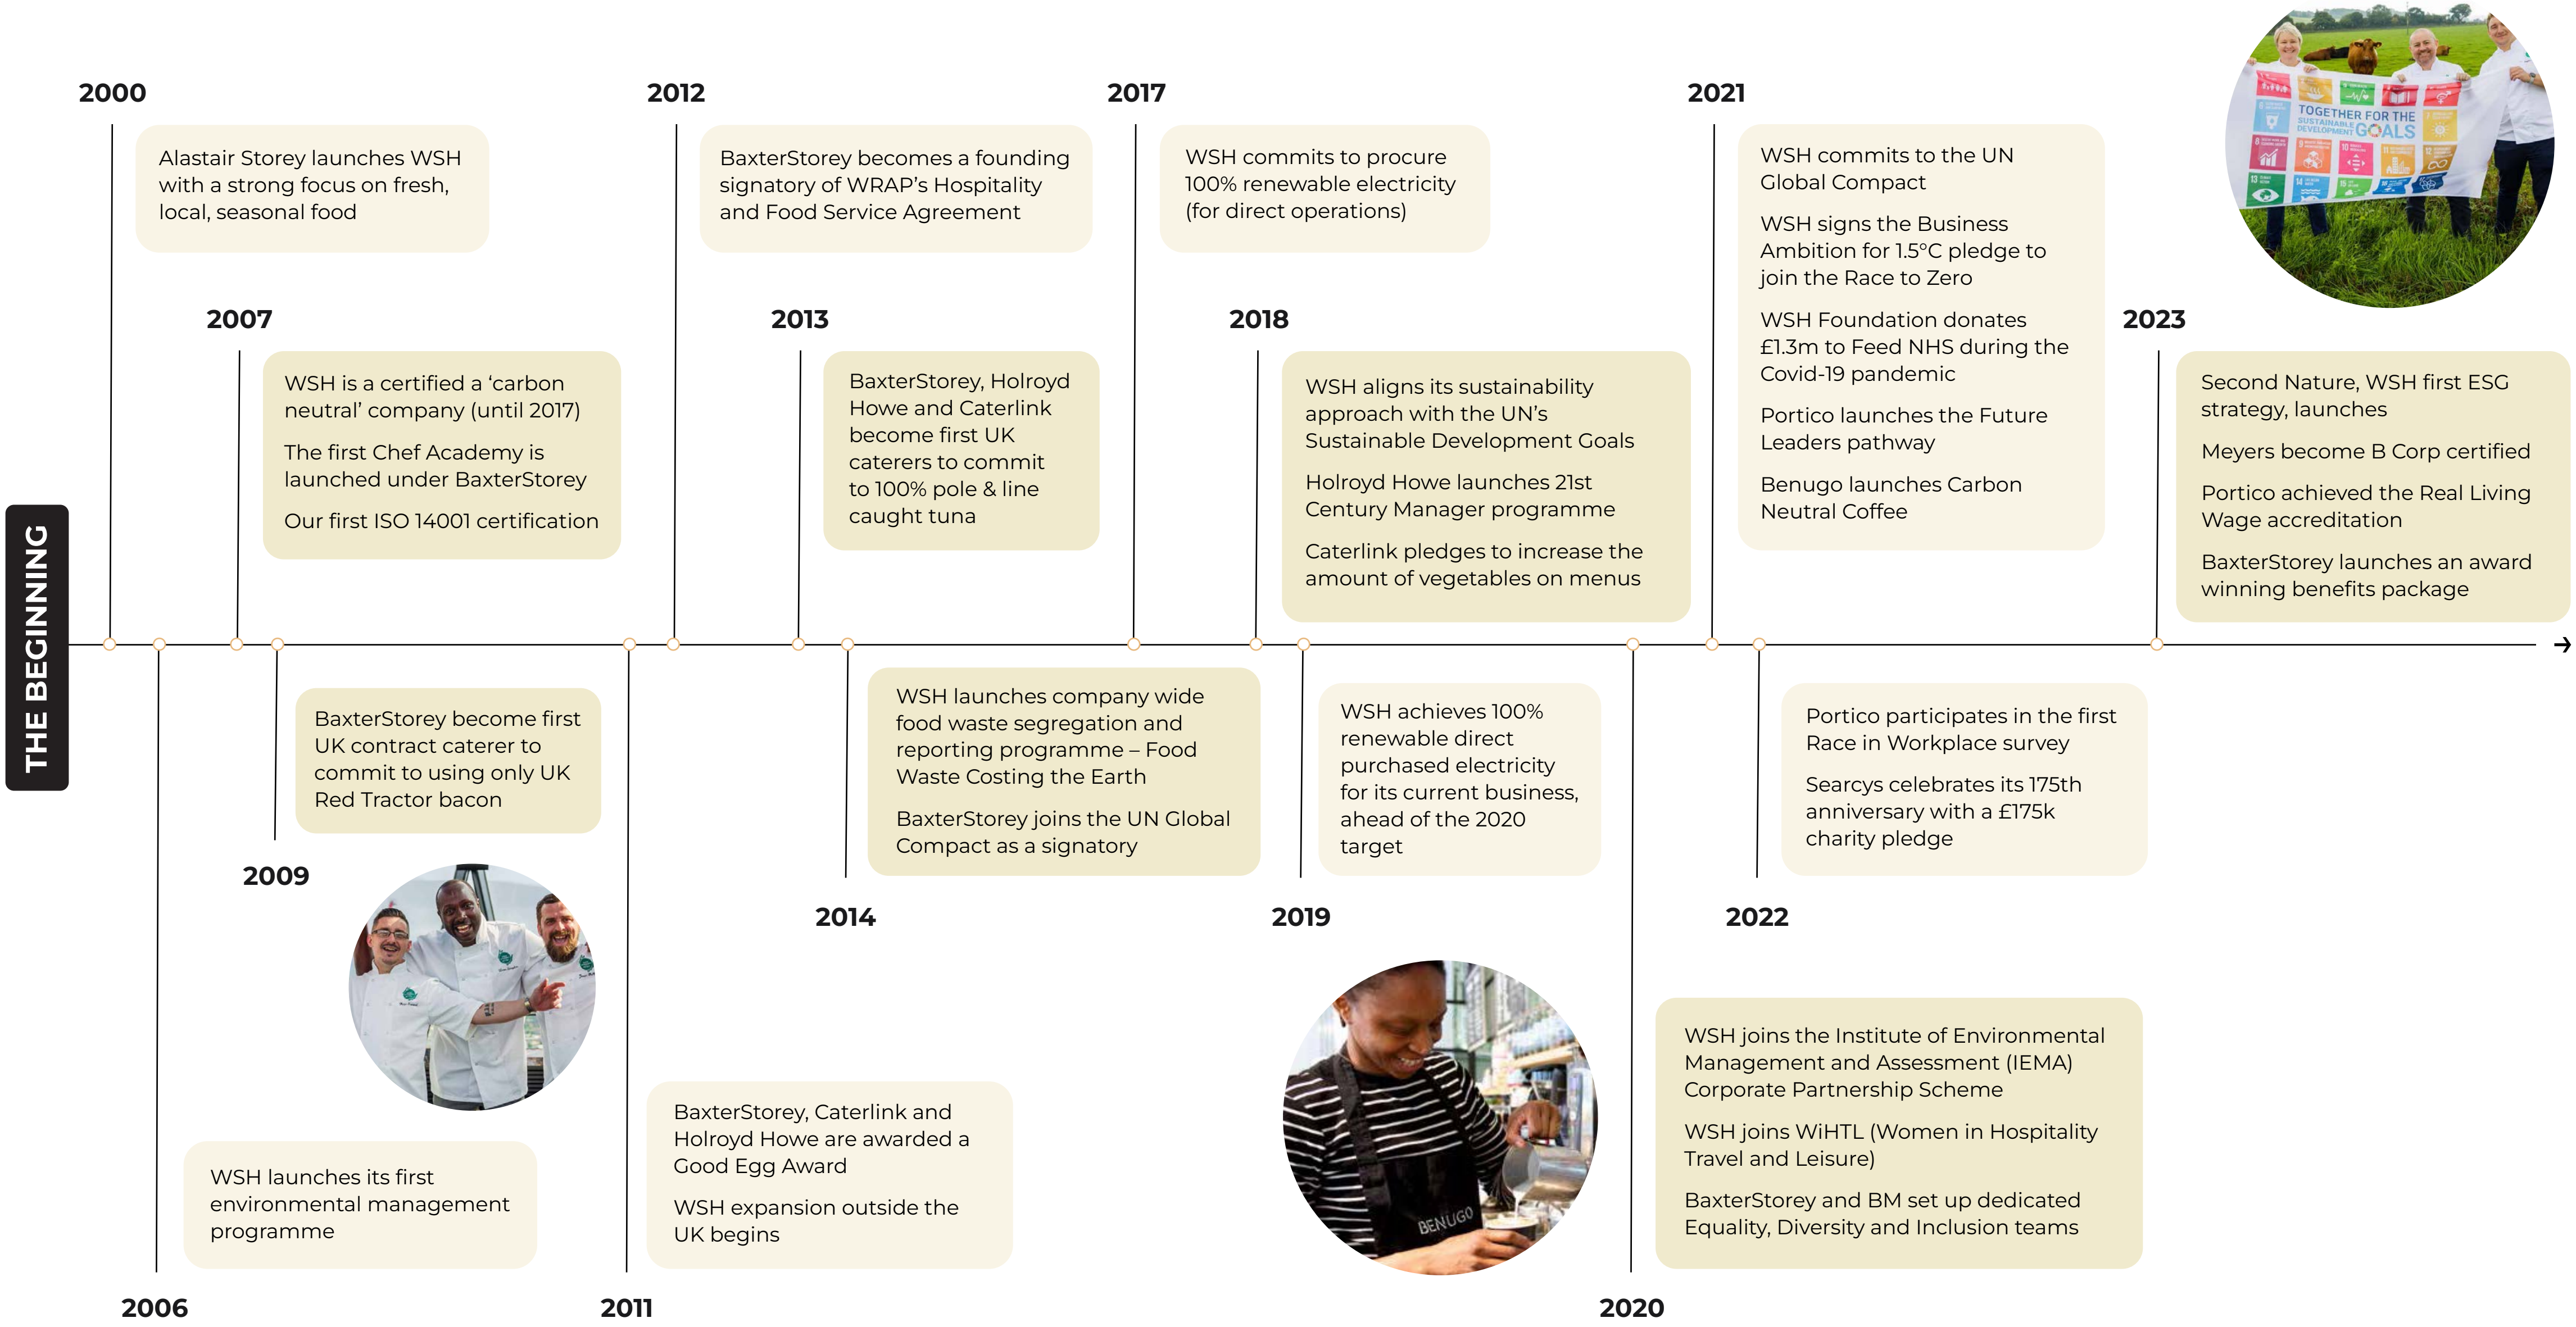 THE BEGINNING
2000
Alastair Storey launches WSH
with a strong focus on fresh,
local, seasonal food
2006
WSH launches its first
environmental management
programme
2007
WSH is a certified a ‘carbon
neutral’ company (until 2017)
The first Chef Academy is
launched under BaxterStorey
Our first ISO 14001 certification
2009
BaxterStorey become first
UK contract caterer to
commit to using only UK
Red Tractor bacon
2011
BaxterStorey, Caterlink and
Holroyd Howe are awarded a
Good Egg Award
WSH expansion outside the
UK begins
2012
BaxterStorey becomes a founding
signatory of WRAP’s Hospitality
and Food Service Agreement
2013
BaxterStorey, Holroyd
Howe and Caterlink
become first UK
caterers to commit
to 100% pole & line
caught tuna
2014
WSH launches company wide
food waste segregation and
reporting programme – Food
Waste Costing the Earth
BaxterStorey joins the UN Global
Compact as a signatory
2017
WSH commits to procure
100% renewable electricity
(for direct operations)
2018
WSH aligns its sustainability
approach with the UN’s
Sustainable Development Goals
Holroyd Howe launches 21st
Century Manager programme
Caterlink pledges to increase the
amount of vegetables on menus
2019
WSH achieves 100%
renewable direct
purchased electricity
for its current business,
ahead of the 2020
target
BENUGO
2020
WSH joins the Institute of Environmental
Management and Assessment (IEMA)
Corporate Partnership Scheme
WSH joins WiHTL (Women in Hospitality
Travel and Leisure)
BaxterStorey and BM set up dedicated
Equality, Diversity and Inclusion teams
2021
WSH commits to the UN
Global Compact
WSH signs the Business
Ambition for 1.5°C pledge to
join the Race to Zero
WSH Foundation donates
£1.3m to Feed NHS during the
Covid-19 pandemic
Portico launches the Future
Leaders pathway
Benugo launches Carbon
Neutral Coffee
2022
Portico participates in the first
Race in Workplace survey
Searcys celebrates its 175th
anniversary with a £175k
charity pledge
2023
Second Nature, WSH first ESG
strategy, launches
Meyers become B Corp certified
Portico achieved the Real Living
Wage accreditation
BaxterStorey launches an award
winning benefits package
TOGETHER FOR THE
SUSTAINABLE
DEVELOPMENT GOALS
8
9
10
11
12
13
14
15